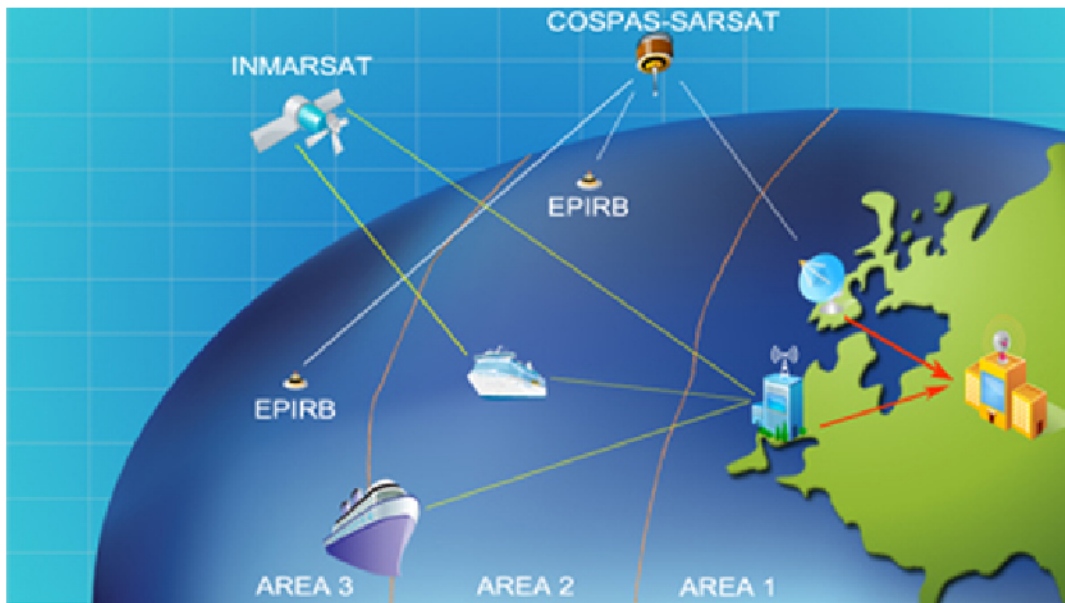 COSPAS-SARSAT
INMARSAT
EPIRB
EPIRB
AREA 3
AREA 2
AREA 1